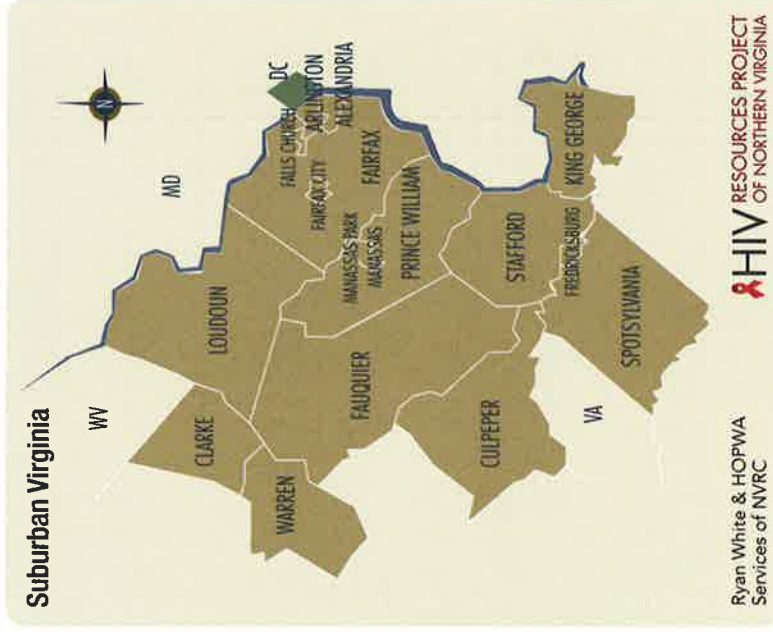 Suburban Virginia
WV
MD
N
LOUDOUN
CLARKE
WARREN
FAUQUIER
CULPEPER
DC
FALLS CHURCH
ARLINGTON
ALEXANDRIA
FAIRFAX CITY
FAIRFAX
MANASSAS PARK
MANASSAS
PRINCE WILLIAM
STAFFORD
FREDRICKSBURG
KING GEORGE
SPOTSYLVANIA
VA
Ryan White & HOPWA
Services of NVRC
HIV RESOURCES PROJECT
OF NORTHERN VIRGINIA